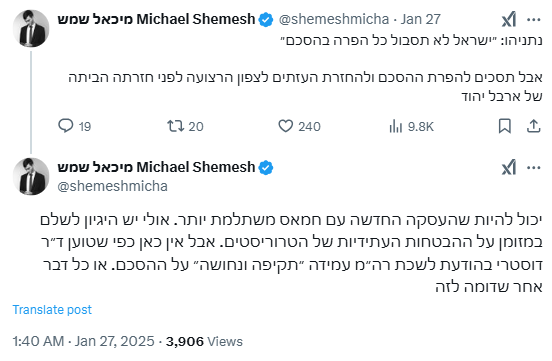 מיכאל שמש Michael Shemesh @shemeshmicha · Jan 27
נתניהו: "ישראל לא תסבול כל הפרה בהסכם"
אבל תסכים להפרת ההסכם ולהחזרת העזתים לצפון הרצועה לפני חזרתה הביתה
של ארבל יהוד
19 20 240 9.8K
מיכאל שמש Michael Shemesh
@shemeshmicha
יכול להיות שהעסקה החדשה עם חמאס משתלמת יותר. אולי יש היגיון לשלם
במזומן על ההבטחות העתידיות של הטרוריסטים. אבל אין כאן כפי שטוען ד״ר
דוסטרי בהודעת לשכת רה״מ עמידה ״תקיפה ונחושה״ על ההסכם. או כל דבר
אחר שדומה לזה
Translate post
1:40 AM · Jan 27, 2025 · 3,906 Views